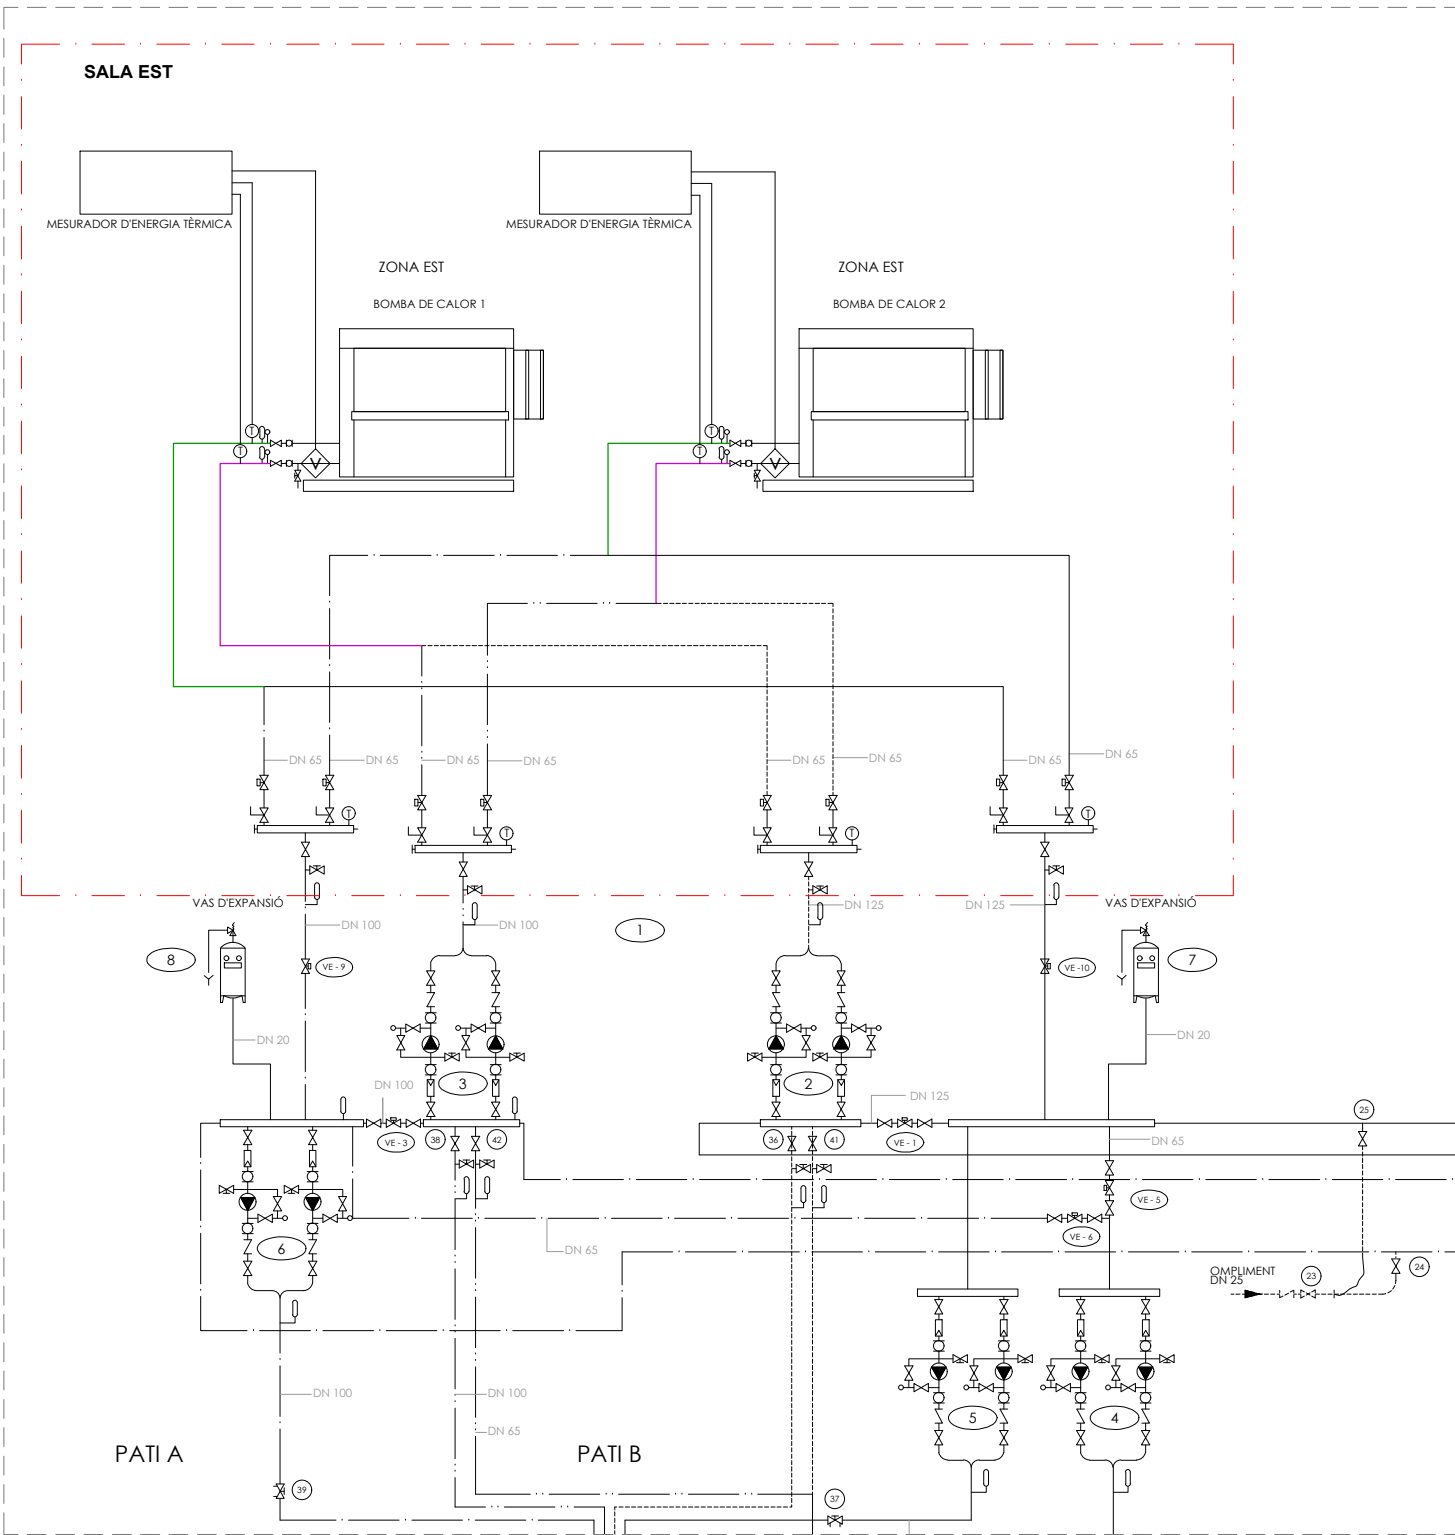 SALA EST
MESURADOR D'ENERGIA TÈRMICA
MESURADOR D'ENERGIA TÈRMICA
ZONA EST
ZONA EST
BOMBA DE CALOR 1
BOMBA DE CALOR 2
T
T
T
T
V
V
DN 65
DN 65
DN 65
DN 65
DN 65
DN 65
DN 65
DN 65
T
T
T
T
VAS D'EXPANSIÓ
DN 125
DN 125
VAS D'EXPANSIÓ
DN 100
DN 100
1
8
VE - 9
VE -10
7
DN 20
DN 20
DN 100
3
2
DN 125
25
VE - 3
38
42
36
41
VE - 1
DN 65
VE - 5
VE - 6
6
DN 65
OMPLIMENT
DN 25
23
24
DN 100
DN 100
DN 65
5
4
PATI A
PATI B
39
37